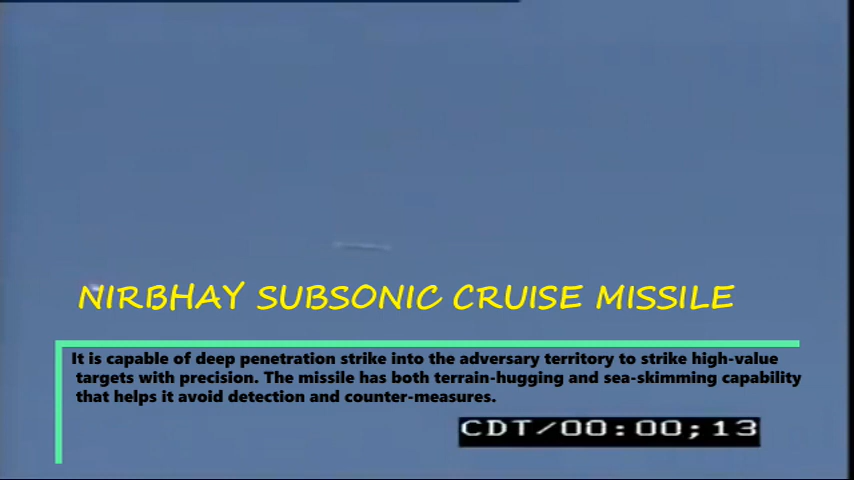 NIRBHAY SUBSONIC CRUISE MISSILE
It is capable of deep penetration strike into the adversary territory to strike high-value
targets with precision. The missile has both terrain-hugging and sea-skimming capability
that helps it avoid detection and counter-measures.
CDT/00:00;13